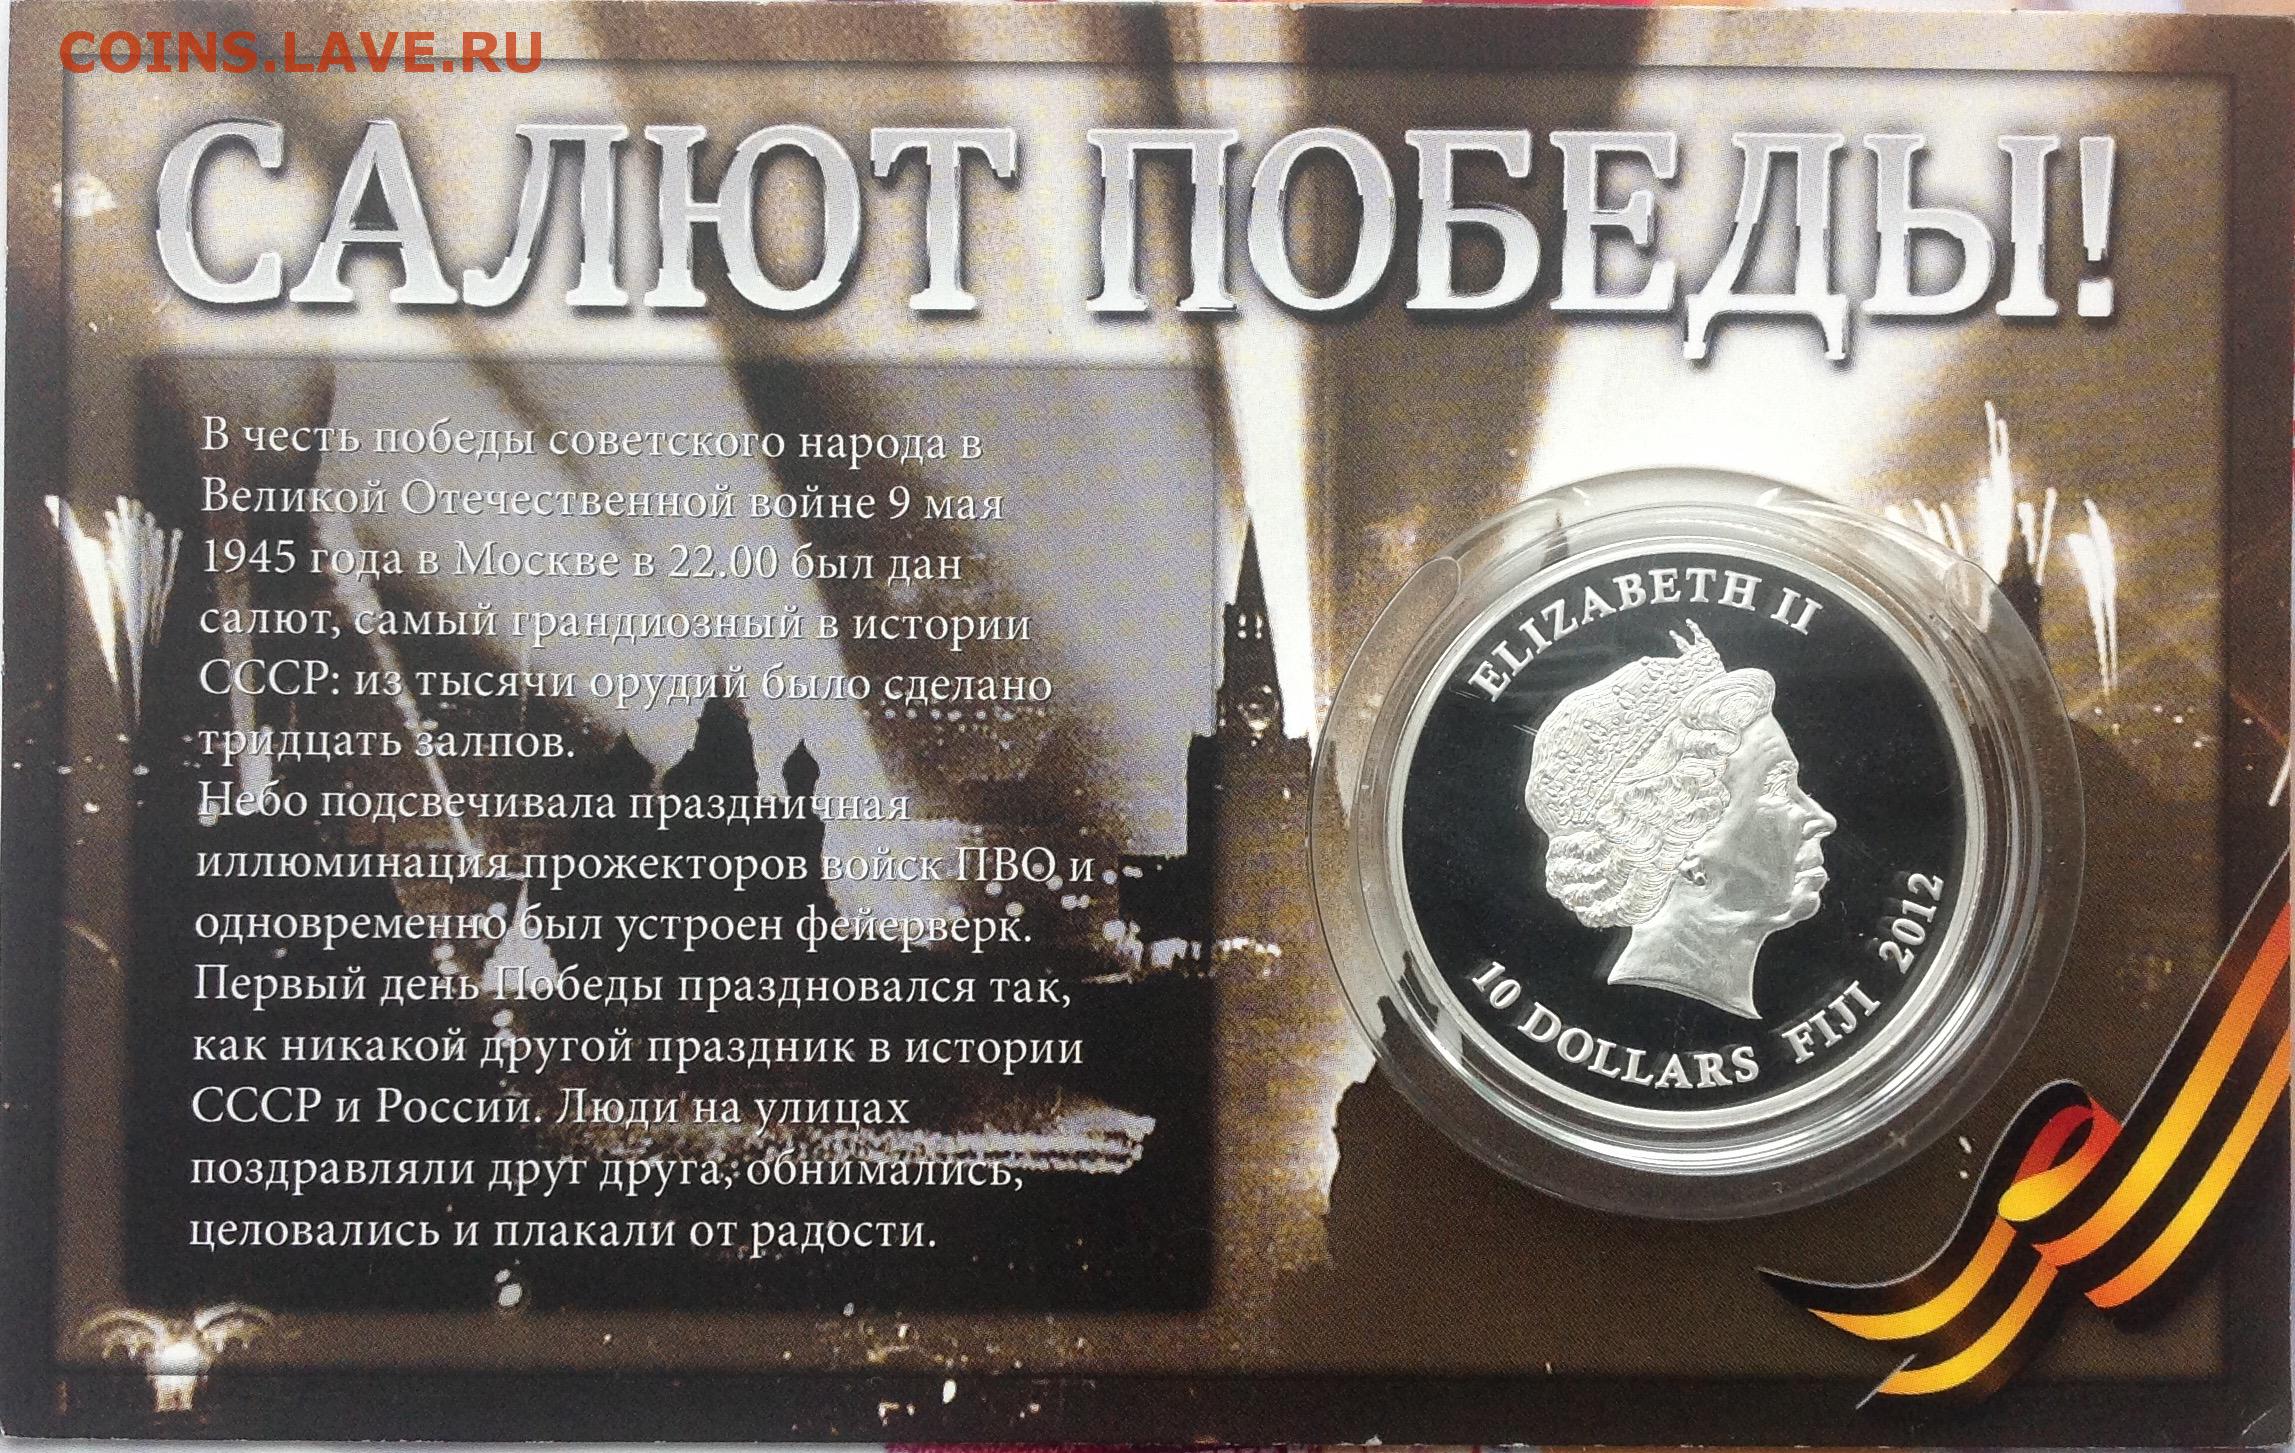 COINS.LAVE.RU
САЛЮТ ПОБЕДЫ!
В честь победы советского народа в
Великой Отечественной войне 9 мая
1945 года в Москве в 22.00 был дан
салют, самый грандиозный в истории
СССР: из тысячи орудий было сделано
тридцать залпов.
Небо подсвечивала праздничная
иллюминация прожекторов войск ПВО и
одновременно был устроен фейерверк.
Первый день Победы праздновался так,
как никакой другой праздник в истории
СССР и России. Люди на улицах
поздравляли друг друга, обнимались,
целовались и плакали от радости.
ELIZABETH II
10 DOLLARS FIJI 2012